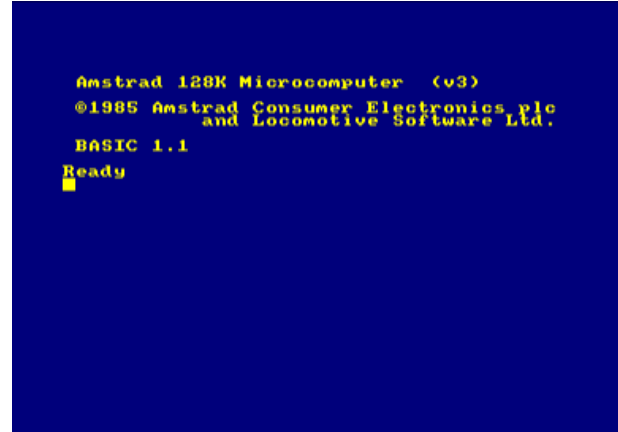 Amstrad 128K Microcomputer (v3)
©1985 Amstrad Consumer Electronics plc
and Locomotive Software Ltd.
BASIC 1.1
Ready